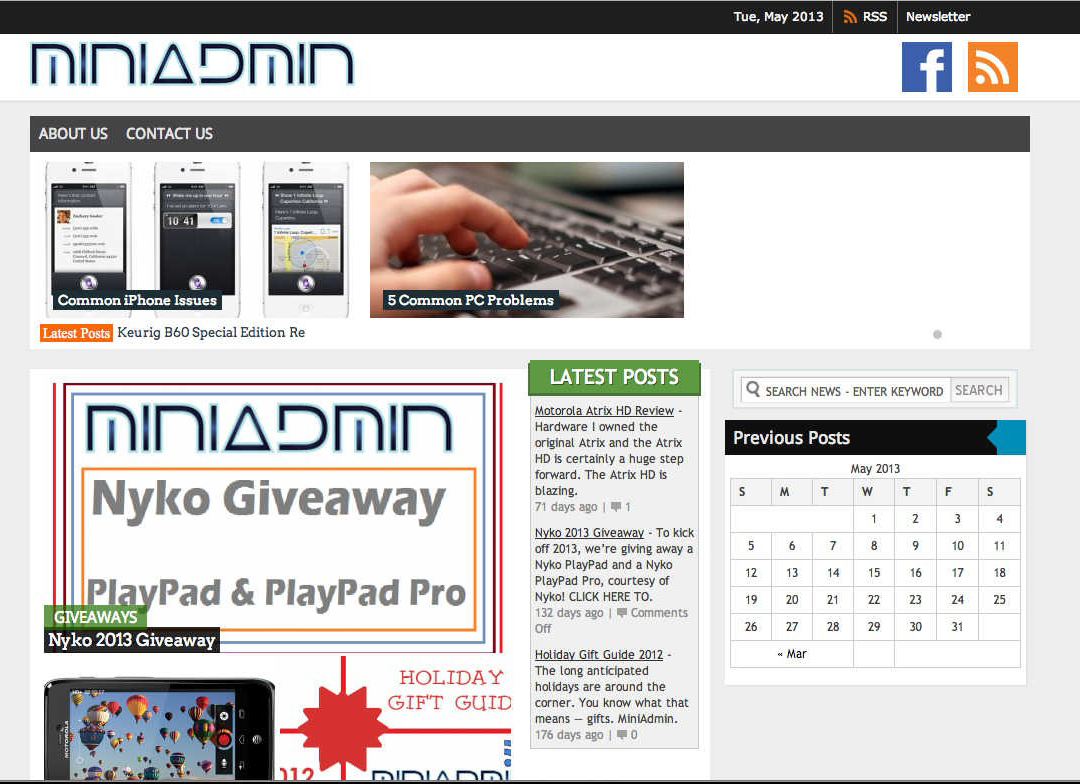 Tue, May 2013 RSS Newsletter
MINIADMIN
ABOUT US CONTACT US
10 41
Common iPhone Issues
5 Common PC Problems
Latest Posts Keurig B60 Special Edition Re
MINIADMIN
Nyko Giveaway
PlayPad & PlayPad Pro
GIVEAWAYS
Nyko 2013 Giveaway
MOTOROLA
HOLIDAY
GIFT GUID
LATEST POSTS
Motorola Atrix HD Review -
Hardware I owned the
original Atrix and the Atrix
HD is certainly a huge step
forward. The Atrix HD is
blazing.
71 days ago | 1
Nyko 2013 Giveaway - To kick
off 2013, we're giving away a
Nyko PlayPad and a Nyko
PlayPad Pro, courtesy of
Nyko! CLICK HERE TO.
132 days ago | Comments
Off
Holiday Gift Guide 2012 -
The long anticipated
holidays are around the
corner. You know what that
means — gifts. MiniAdmin.
176 days ago | 0
SEARCH NEWS - ENTER KEYWORD SEARCH
Previous Posts
May 2013
S M T W T F S
1 2 3 4
5 6 7 8 9 10 11
12 13 14 15 16 17 18
19 20 21 22 23 24 25
26 27 28 29 30 31
« Mar